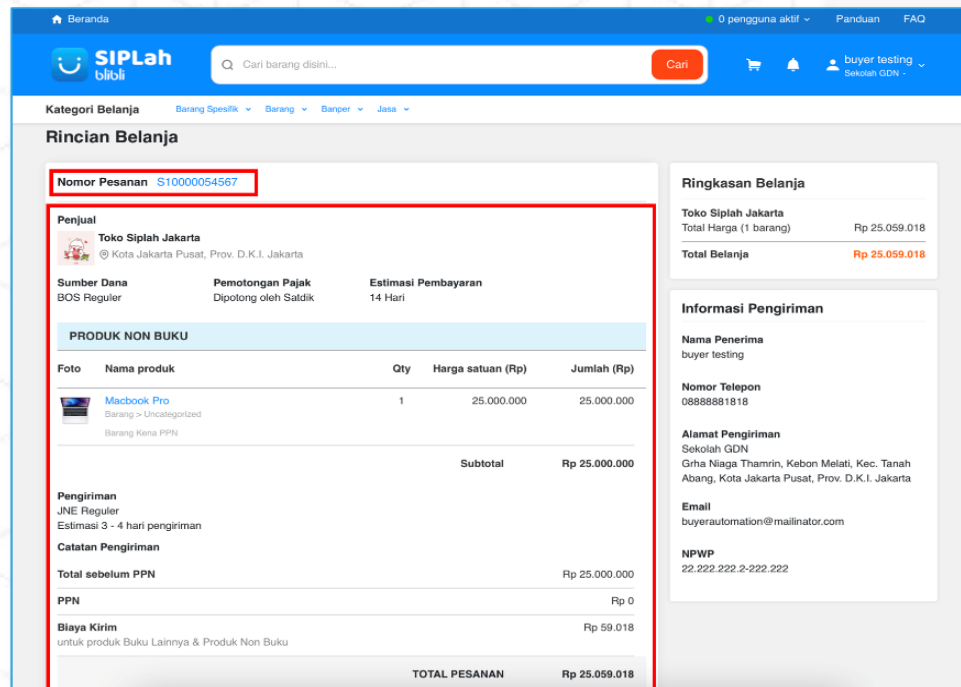 Beranda
0 pengguna aktif
Panduan
FAQ
SIPLah
blibli
Cari barang disini...
Cari
buyer testing
Sekolah GDN -
Kategori Belanja
Barang Spesifik
Barang
Banper
Jasa
Rincian Belanja
Nomor Pesanan S10000054567
Penjual
Toko Siplah Jakarta
Kota Jakarta Pusat, Prov. D.K.I. Jakarta
Sumber Dana Pemotongan Pajak Estimasi Pembayaran
BOS Reguler Dipotong oleh Satdik 14 Hari
PRODUK NON BUKU
Foto Nama produk Qty Harga satuan (Rp) Jumlah (Rp)
Macbook Pro 1 25.000.000 25.000.000
Barang > Uncategorized
Barang Kena PPN
Subtotal Rp 25.000.000
Pengiriman
JNE Reguler
Estimasi 3 - 4 hari pengiriman
Catatan Pengiriman
Total sebelum PPN Rp 25.000.000
PPN Rp 0
Biaya Kirim Rp 59.018
untuk produk Buku Lainnya & Produk Non Buku
TOTAL PESANAN Rp 25.059.018
Ringkasan Belanja
Toko Siplah Jakarta
Total Harga (1 barang) Rp 25.059.018
Total Belanja Rp 25.059.018
Informasi Pengiriman
Nama Penerima
buyer testing
Nomor Telepon
08888881818
Alamat Pengiriman
Sekolah GDN
Grha Niaga Thamrin, Kebon Melati, Kec. Tanah
Abang, Kota Jakarta Pusat, Prov. D.K.I. Jakarta
Email
buyerautomation@mailinator.com
NPWP
22.222.222.2-222.222